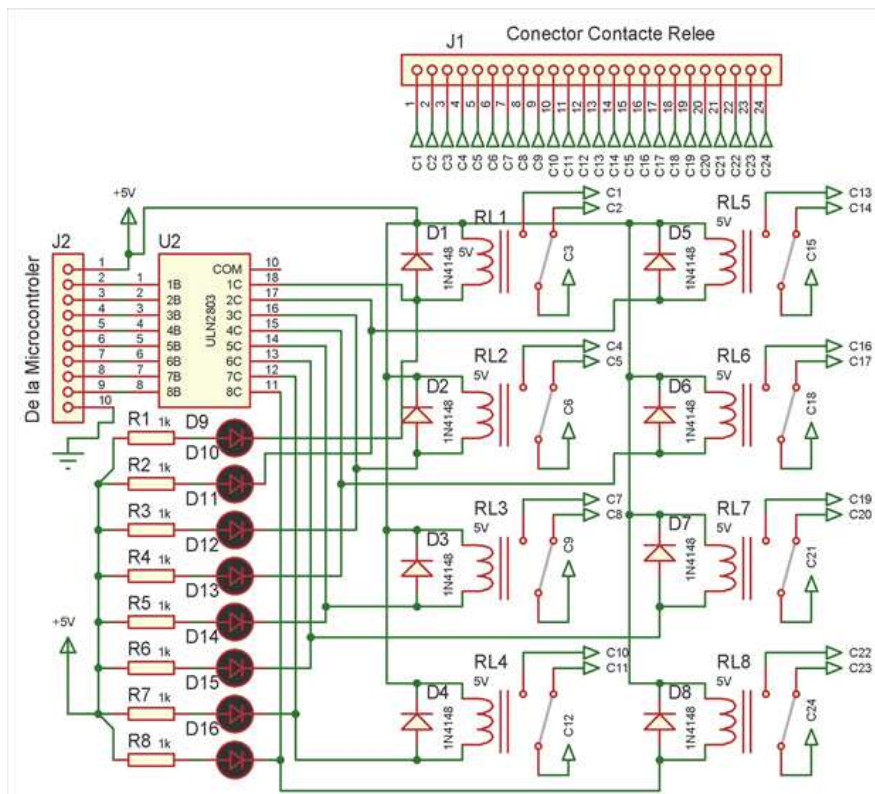 Conector Contacte Relee
J1
1 2 3 4 5 6 7 8 9 10 11 12 13 14 15 16 17 18 19 20 21 22 23 24
C1 C2 C3 C4 C5 C6 C7 C8 C9 C10 C11 C12 C13 C14 C15 C16 C17 C18 C19 C20 C21 C22 C23 C24
+5V
J2
De la Microcontroler
1
2
3
4
5
6
7
8
9
10
U2
ULN2803
COM 10
1 1B 1C 18
2 2B 2C 17
3 3B 3C 16
4 4B 4C 15
5 5B 5C 14
6 6B 6C 13
7 7B 7C 12
8 8B 8C 11
D1
1N4148
RL1
5V
C1
C2
C3
D5
1N4148
RL5
5V
C13
C14
C15
D2
1N4148
RL2
5V
C4
C5
C6
D6
1N4148
RL6
5V
C16
C17
C18
D3
1N4148
RL3
5V
C7
C8
C9
D7
1N4148
RL7
5V
C19
C20
C21
D4
1N4148
RL4
5V
C10
C11
C12
D8
1N4148
RL8
5V
C22
C23
C24
R1 1k D9
R2 1k D10
R3 1k D11
R4 1k D12
R5 1k D13
R6 1k D14
R7 1k D15
R8 1k D16
+5V